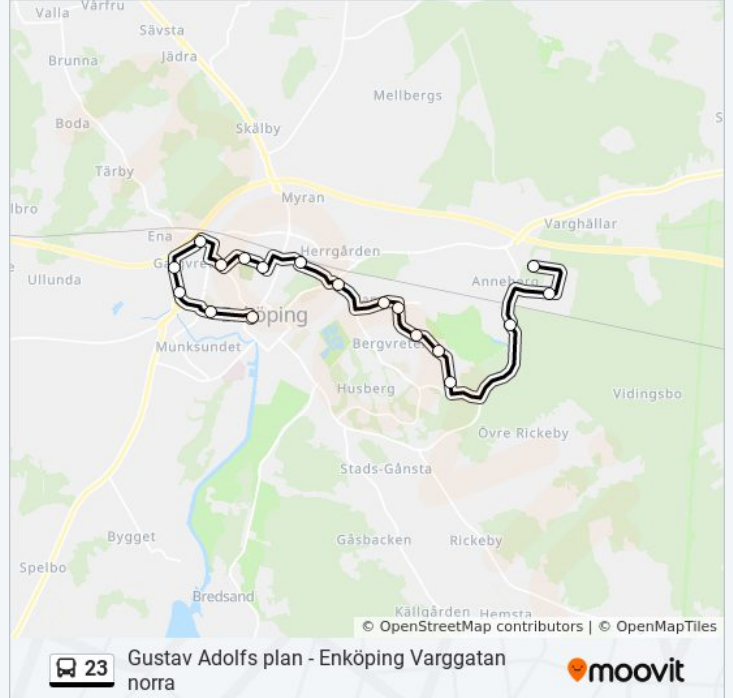 Vårfru
Valla
Sävsta
Jädra
Brunna
Mellbergs
Boda
Skälby
S
Tärby
Myran
lbro
Varghällar
Ena
Herrgården
Ullunda
Anneberg
öping
Munksundet
Bergvreten
Husberg
Vidingsbo
Övre Rickeby
Stads-Gånsta
Bygget
Gåsbacken
Rickeby
Spelbo
Bredsand
Källgården
Hemsta
© OpenStreetMap contributors | © OpenMapTiles
23
Gustav Adolfs plan - Enköping Varggatan
norra
moovit